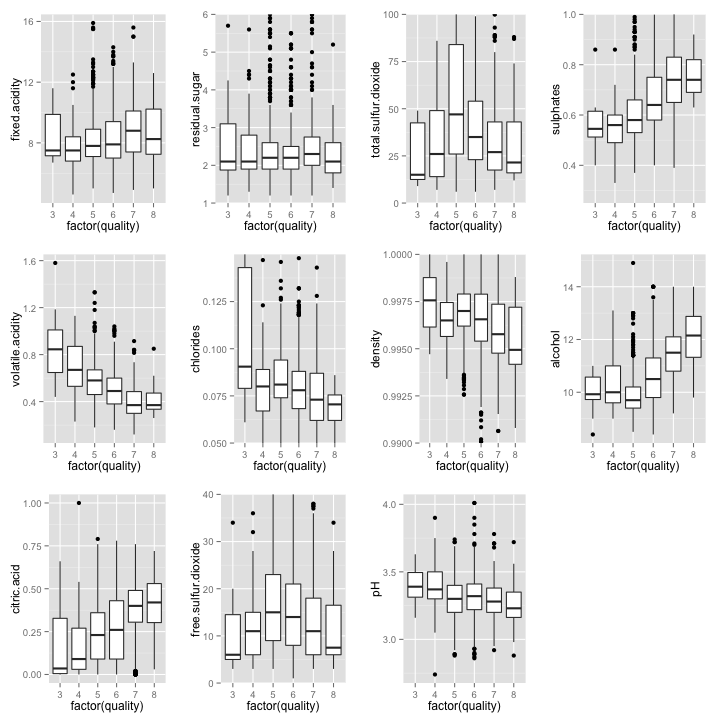 fixed.acidity
16
12
8
3 4 5 6 7 8
factor(quality)
residual.sugar
6
5
4
3
2
1
3 4 5 6 7 8
factor(quality)
total.sulfur.dioxide
100
75
50
25
0
3 4 5 6 7 8
factor(quality)
sulphates
1.0
0.8
0.6
0.4
3 4 5 6 7 8
factor(quality)
volatile.acidity
1.6
1.2
0.8
0.4
3 4 5 6 7 8
factor(quality)
chlorides
0.125
0.100
0.075
0.050
3 4 5 6 7 8
factor(quality)
density
1.0000
0.9975
0.9950
0.9925
0.9900
3 4 5 6 7 8
factor(quality)
alcohol
14
12
10
3 4 5 6 7 8
factor(quality)
citric.acid
1.00
0.75
0.50
0.25
0.00
3 4 5 6 7 8
factor(quality)
free.sulfur.dioxide
40
30
20
10
0
3 4 5 6 7 8
factor(quality)
pH
4.0
3.5
3.0
3 4 5 6 7 8
factor(quality)